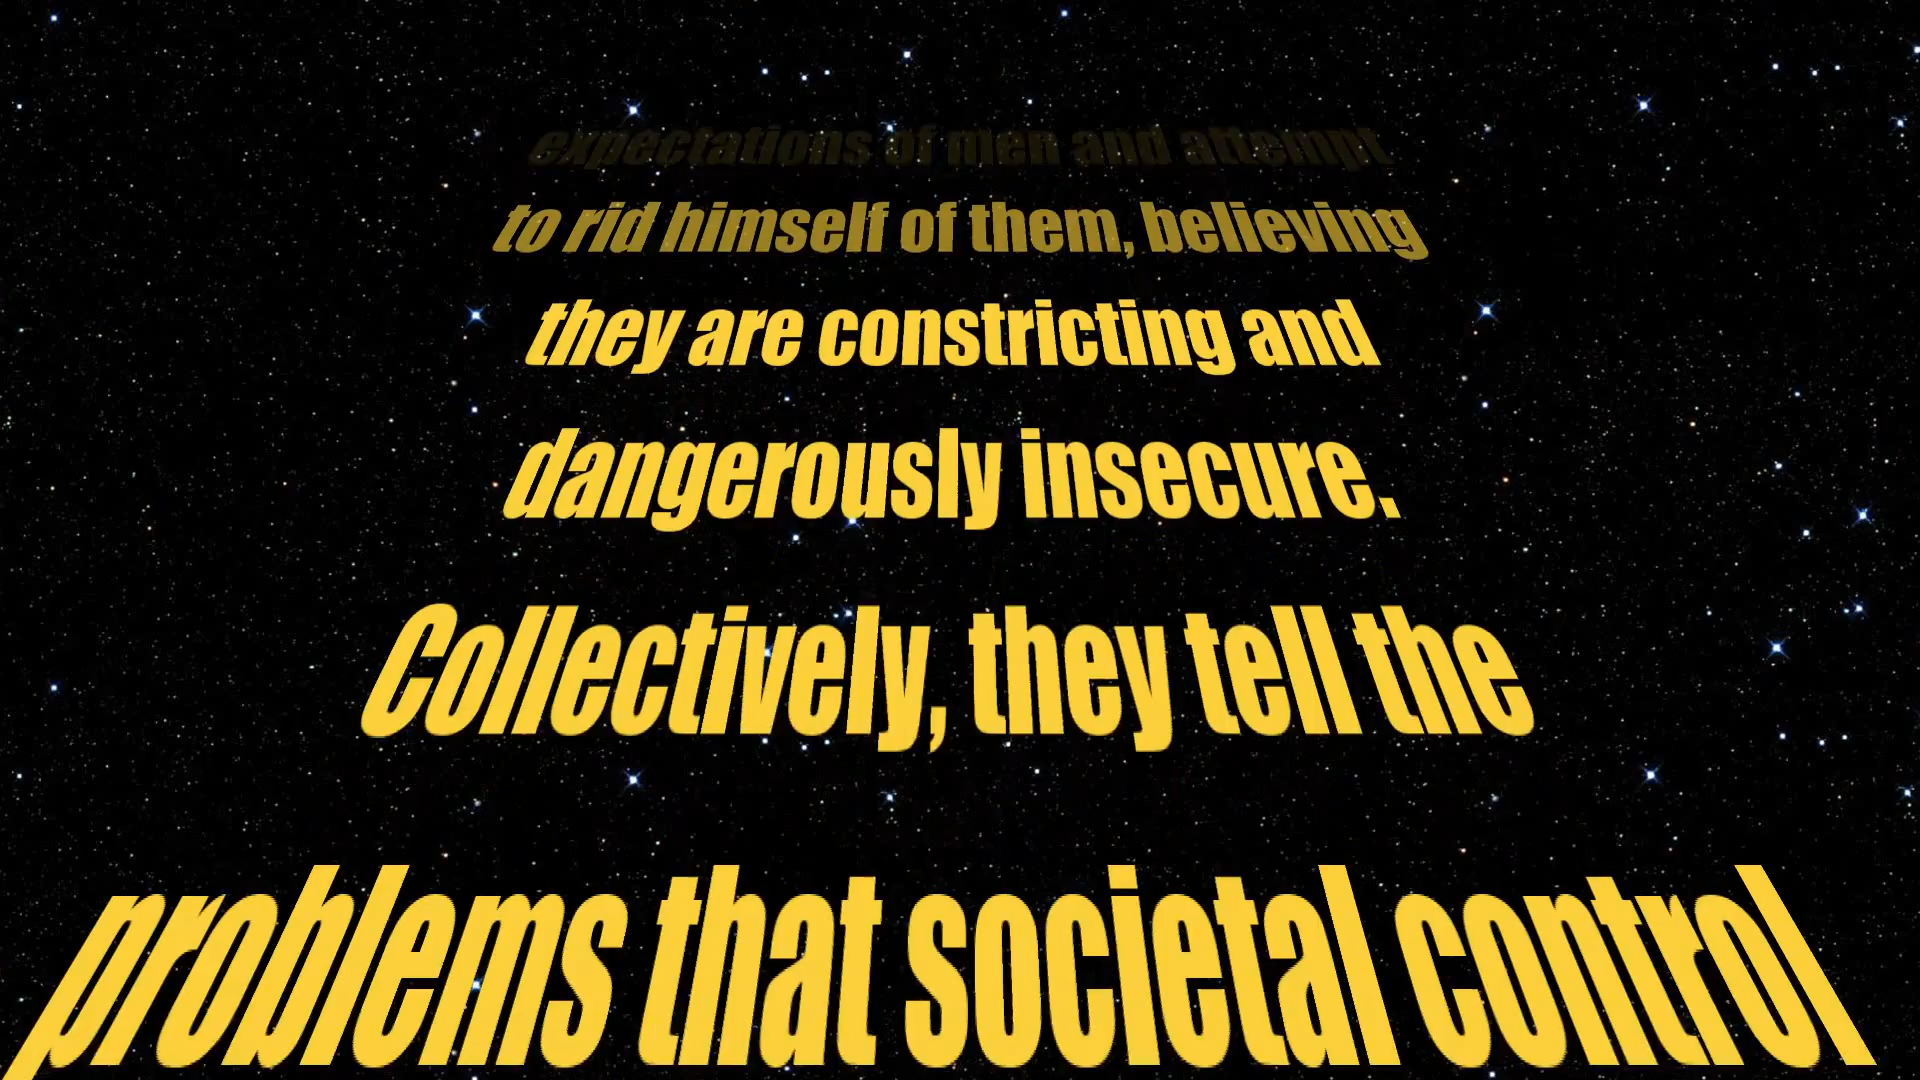 expectations of men and attempt
to rid himself of them, believing
they are constricting and
dangerously insecure.
Collectively, they tell the
problems that societal control